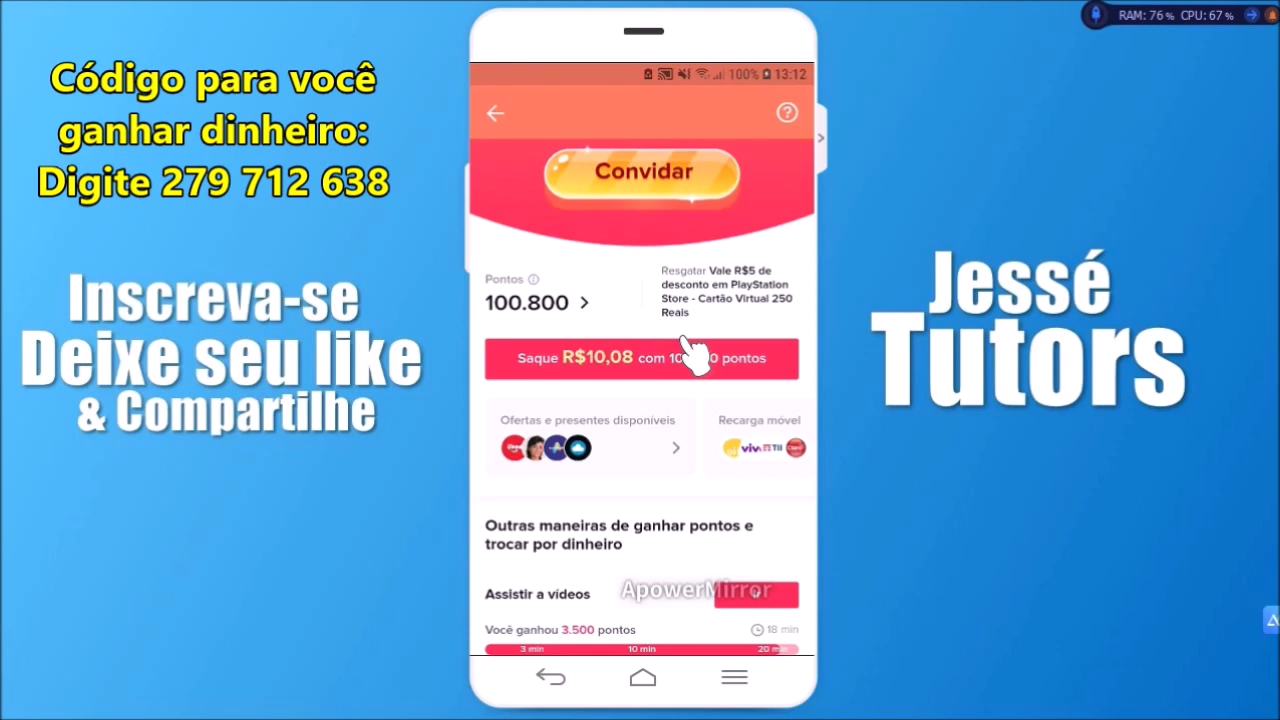 RAM: 76 % CPU: 67 %
Código para você
ganhar dinheiro:
Digite 279 712 638
Inscreva-se
Deixe seu like
& Compartilhe
100% 13:12
Convidar
Pontos
100.800
Resgatar Vale R$5 de
desconto em PlayStation
Store - Cartão Virtual 250
Reais
Saque R$10,08 com pontos
Ofertas e presentes disponíveis
Recarga móvel
Outras maneiras de ganhar pontos e
trocar por dinheiro
Assistir a vídeos
ApowerMirror
Você ganhou 3.500 pontos
18 min
3 min 10 min 20
Jessé
Tutors